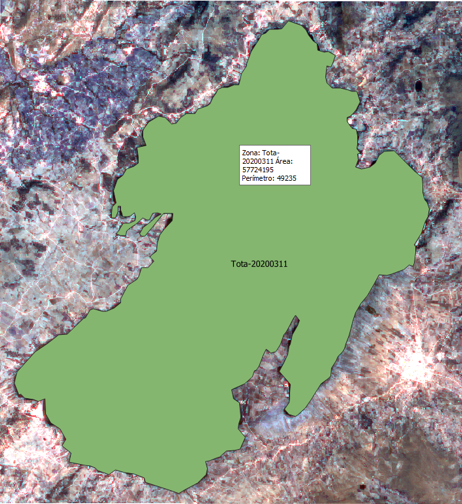 Zona: Tota-
20200311 Área:
57724195
Perímetro: 49235
Tota-20200311